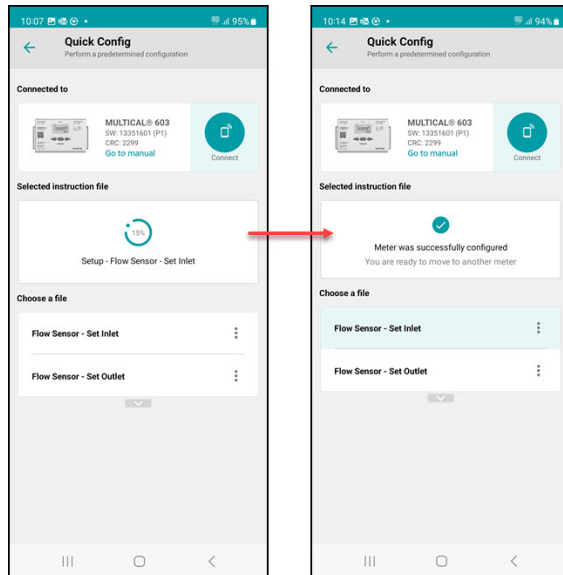 10:07
95%
Quick Config
Perform a predetermined configuration
Connected to
MULTICAL® 603
SW: 13351601 (P1)
CRC: 2299
Go to manual
Connect
Selected instruction file
15%
Setup - Flow Sensor - Set Inlet
Choose a file
Flow Sensor - Set Inlet
Flow Sensor - Set Outlet
10:14
94%
Quick Config
Perform a predetermined configuration
Connected to
MULTICAL® 603
SW: 13351601 (P1)
CRC: 2299
Go to manual
Connect
Selected instruction file
Meter was successfully configured
You are ready to move to another meter
Choose a file
Flow Sensor - Set Inlet
Flow Sensor - Set Outlet